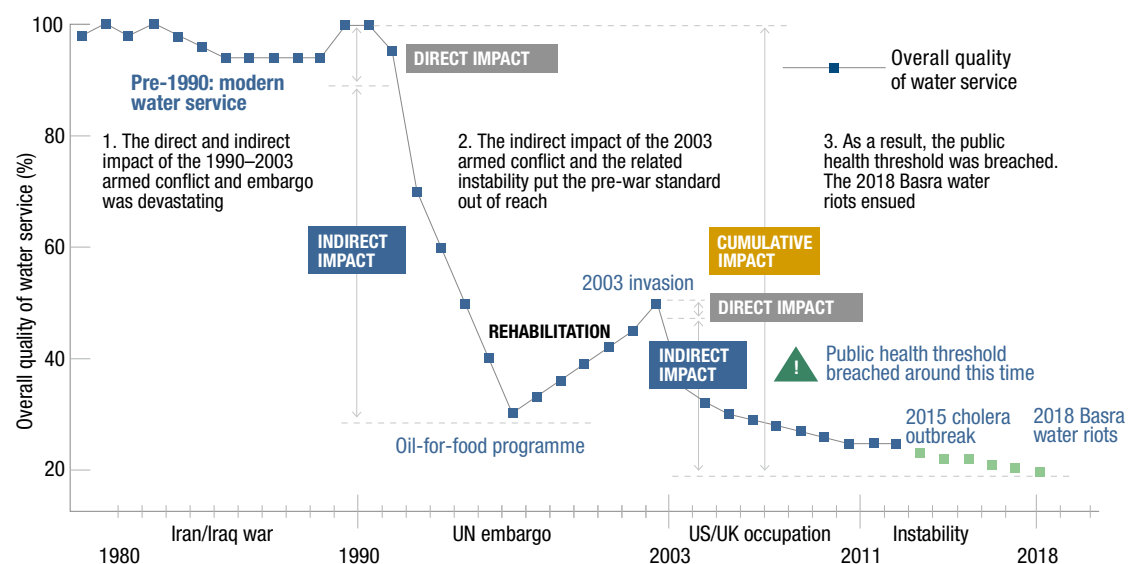 100
80
60
40
20
Overall quality of water service (%)
Pre-1990: modern
water service
DIRECT IMPACT
Overall quality
of water service
1. The direct and indirect
impact of the 1990–2003
armed conflict and embargo
was devastating
2. The indirect impact of the 2003
armed conflict and the related
instability put the pre-war standard
out of reach
3. As a result, the public
health threshold was breached.
The 2018 Basra water
riots ensued
INDIRECT
IMPACT
CUMULATIVE
IMPACT
2003 invasion
DIRECT IMPACT
REHABILITATION
INDIRECT
IMPACT
!
Public health threshold
breached around this time
Oil-for-food programme
2015 cholera
outbreak
2018 Basra
water riots
Iran/Iraq war
UN embargo
US/UK occupation
Instability
1980
1990
2003
2011
2018